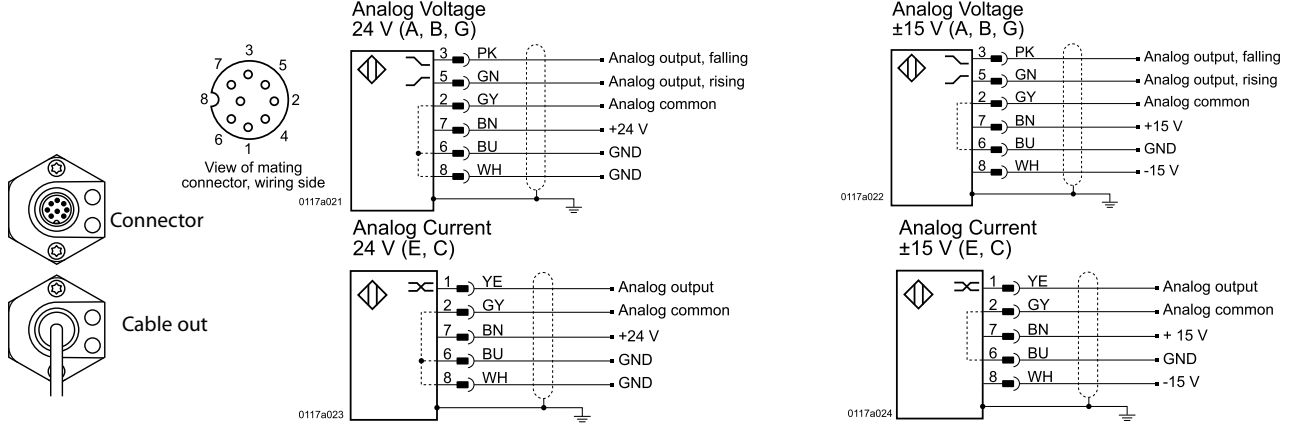 3
7
5
8
2
6
4
1
View of mating
connector, wiring side
Connector
Cable out
Analog Voltage
24 V (A, B, G)
3 PK Analog output, falling
5 GN Analog output, rising
2 GY Analog common
7 BN +24 V
6 BU GND
8 WH GND
0117a021
Analog Voltage
±15 V (A, B, G)
3 PK Analog output, falling
5 GN Analog output, rising
2 GY Analog common
7 BN +15 V
6 BU GND
8 WH -15 V
0117a022
Analog Current
24 V (E, C)
1 YE Analog output
2 GY Analog common
7 BN +24 V
6 BU GND
8 WH GND
0117a023
Analog Current
±15 V (E, C)
1 YE Analog output
2 GY Analog common
7 BN + 15 V
6 BU GND
8 WH -15 V
0117a024